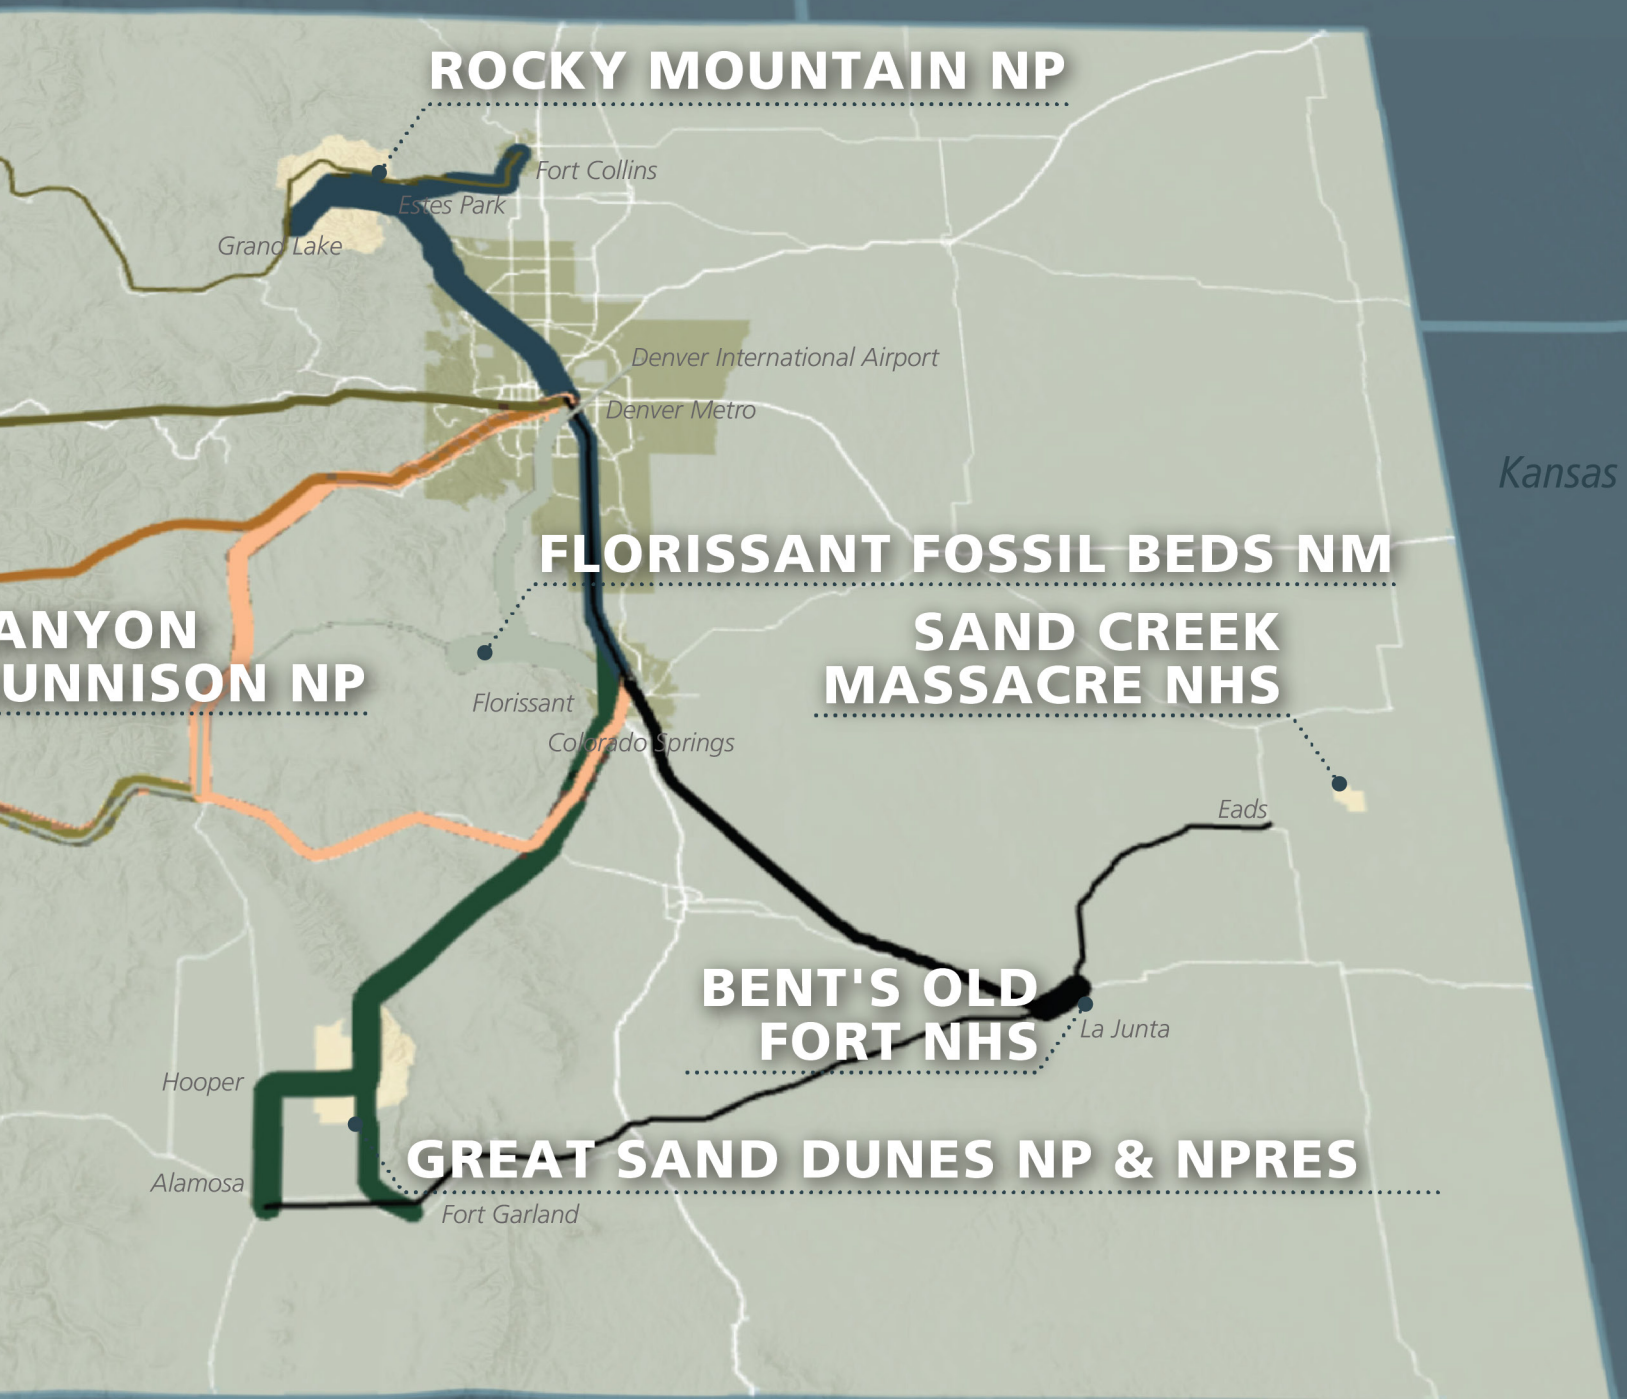 ROCKY MOUNTAIN NP
Fort Collins
Estes Park
Grand Lake
Denver International Airport
Denver Metro
Kansas
FLORISSANT FOSSIL BEDS NM
SAND CREEK
MASSACRE NHS
ANYON
UNNISON NP
Florissant
Colorado Springs
Eads
BENT'S OLD
FORT NHS
La Junta
Hooper
GREAT SAND DUNES NP & NPRES
Alamosa
Fort Garland